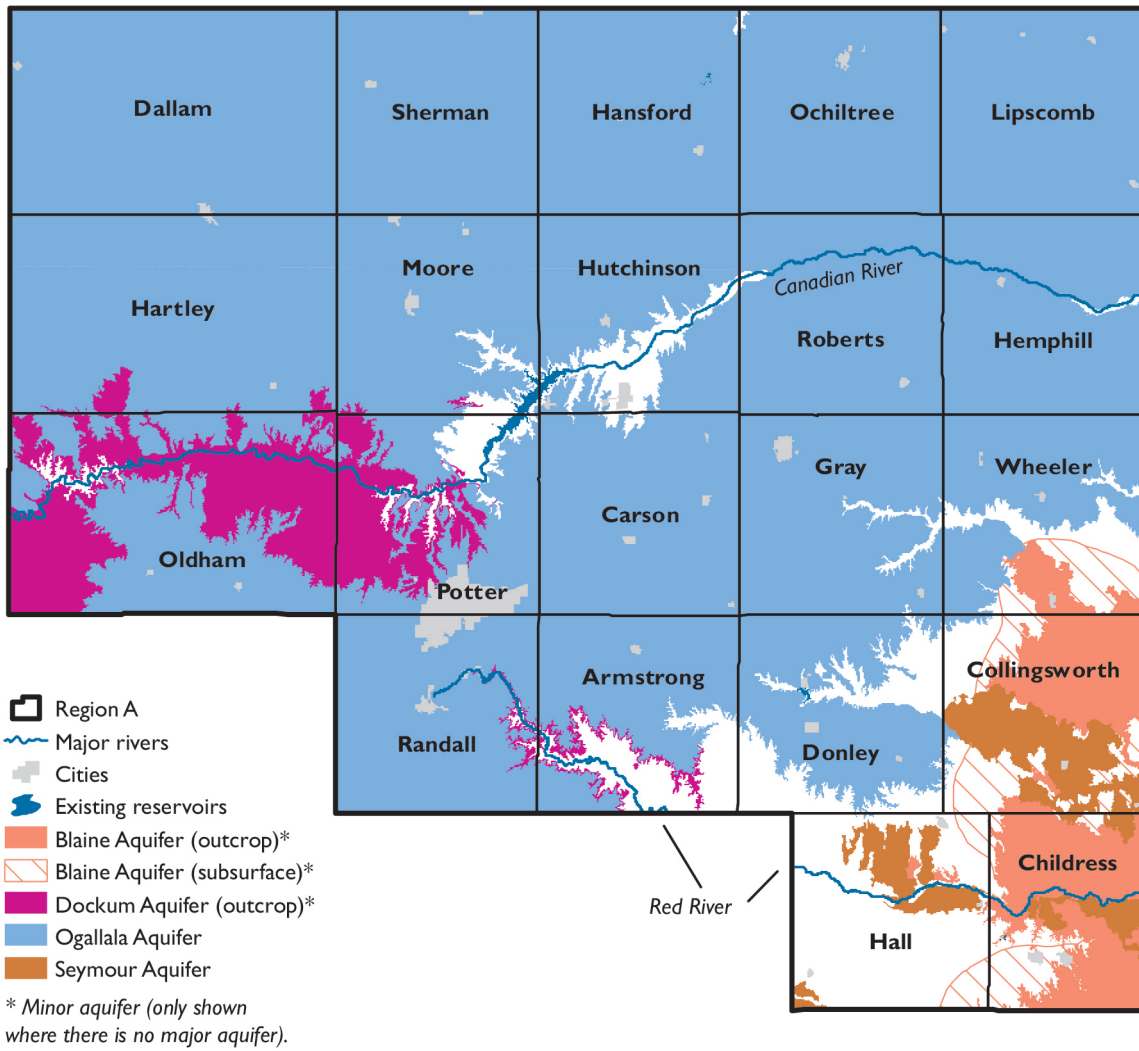 Dallam
Sherman
Hansford
Ochiltree
Lipscomb
Hartley
Moore
Hutchinson
Canadian River
Roberts
Hemphill
Oldham
Potter
Carson
Gray
Wheeler
Randall
Armstrong
Donley
Collingsworth
Red River
Hall
Childress
Region A
Major rivers
Cities
Existing reservoirs
Blaine Aquifer (outcrop)*
Blaine Aquifer (subsurface)*
Dockum Aquifer (outcrop)*
Ogallala Aquifer
Seymour Aquifer
* Minor aquifer (only shown
where there is no major aquifer).